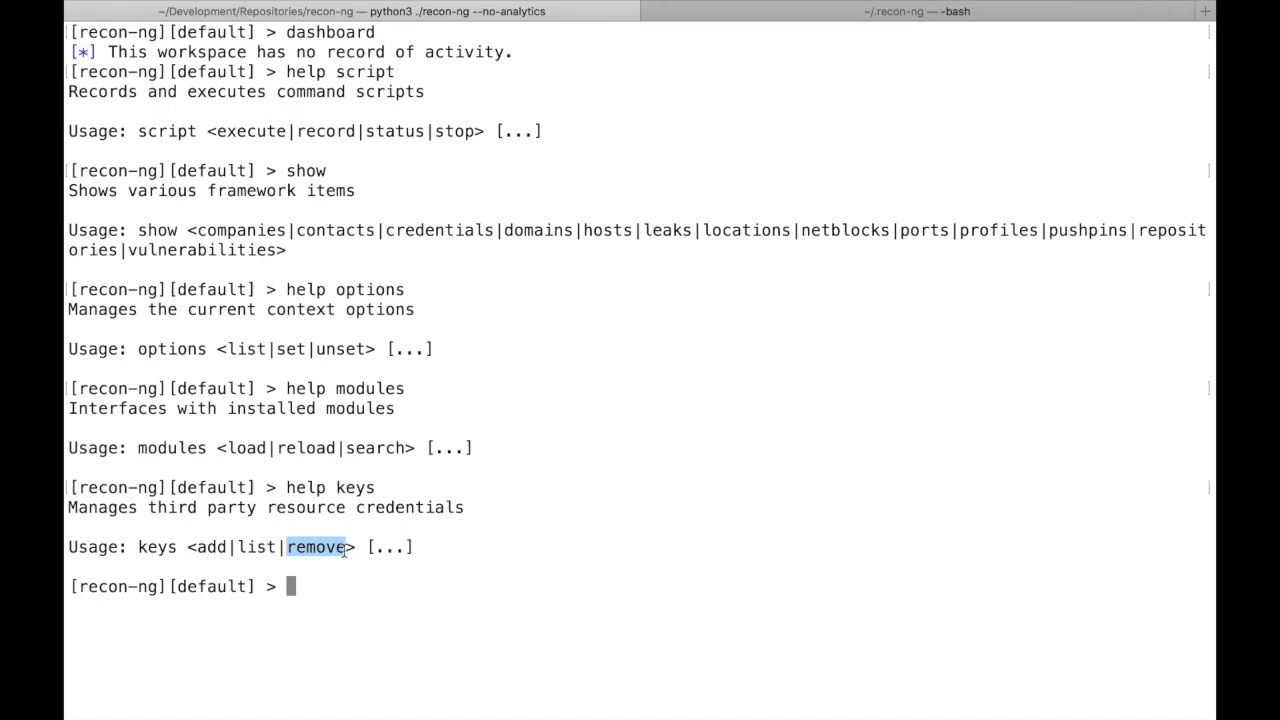 ~/Development/Repositories/recon-ng — python3 ./recon-ng --no-analytics
~/.recon-ng — -bash
+
[recon-ng][default] > dashboard
[*] This workspace has no record of activity.
[recon-ng][default] > help script
Records and executes command scripts
Usage: script <execute|record|status|stop> [...]
[recon-ng][default] > show
Shows various framework items
Usage: show <companies|contacts|credentials|domains|hosts|leaks|locations|netblocks|ports|profiles|pushpins|reposit
ories|vulnerabilities>
[recon-ng][default] > help options
Manages the current context options
Usage: options <list|set|unset> [...]
[recon-ng][default] > help modules
Interfaces with installed modules
Usage: modules <load|reload|search> [...]
[recon-ng][default] > help keys
Manages third party resource credentials
Usage: keys <add|list|remove> [...]
[recon-ng][default] >